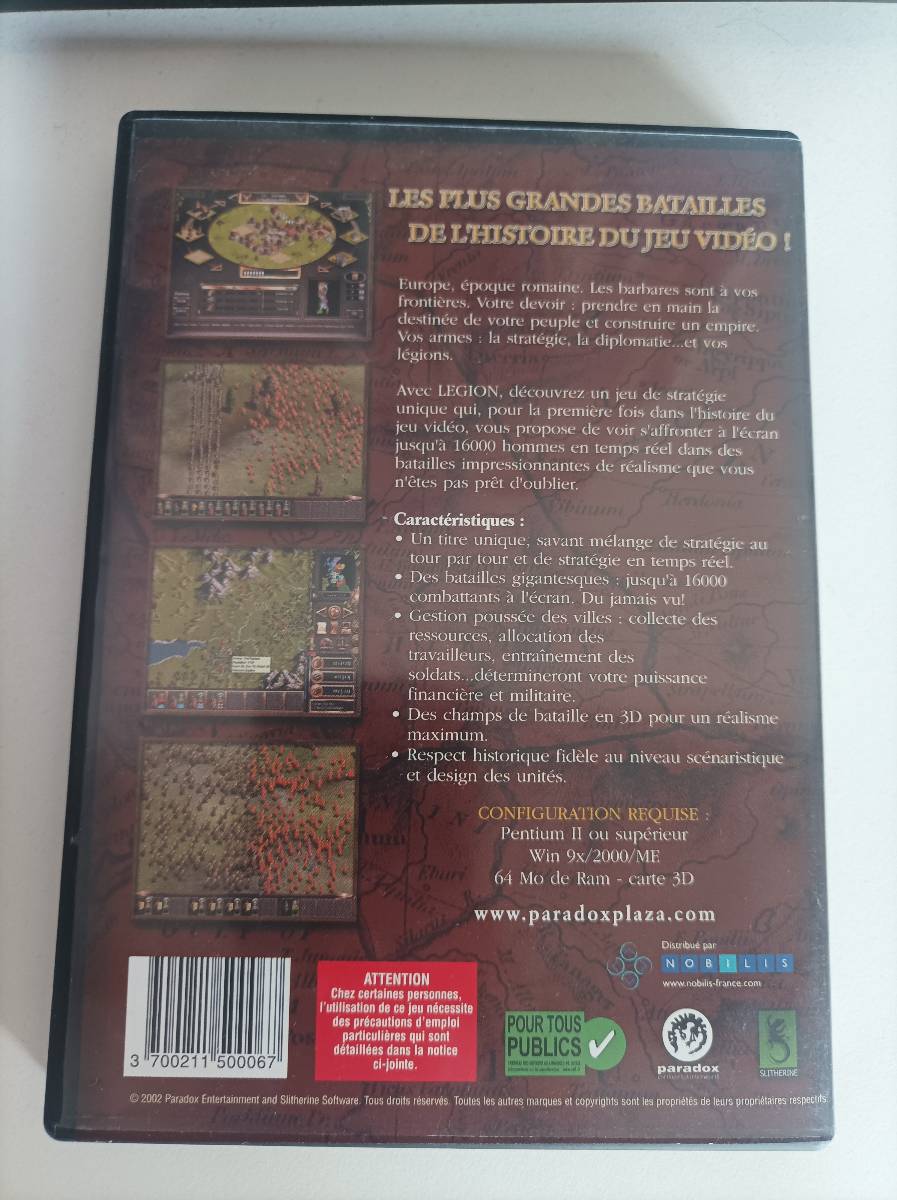 LES PLUS GRANDES BATAILLES
DE L'HISTOIRE DU JEU VIDÉO !
Europe, époque romaine. Les barbares sont à vos
frontières. Votre devoir : prendre en main la
destinée de votre peuple et construire un empire.
Vos armes : la stratégie, la diplomatie...et vos
légions.
Avec LEGION, découvrez un jeu de stratégie
unique qui, pour la première fois dans l'histoire du
jeu vidéo, vous propose de voir s'affronter à l'écran
jusqu'à 16000 hommes en temps réel dans des
batailles impressionnantes de réalisme que vous
n'êtes pas prêt d'oublier.
Caractéristiques :
• Un titre unique, savant mélange de stratégie au
tour par tour et de stratégie en temps réel.
• Des batailles gigantesques : jusqu'à 16000
combattants à l'écran. Du jamais vu!
• Gestion poussée des villes : collecte des
ressources, allocation des
travailleurs, entraînement des
soldats...détermineront votre puissance
financière et militaire.
• Des champs de bataille en 3D pour un réalisme
maximum.
• Respect historique fidèle au niveau scénaristique
et design des unités.
CONFIGURATION REQUISE :
Pentium II ou supérieur
Win 9x/2000/ME
64 Mo de Ram - carte 3D
www.paradoxplaza.com
Distribué par
NOBILIS
www.nobilis-france.com
3 700211 500067
ATTENTION
Chez certaines personnes,
l'utilisation de ce jeu nécessite
des précautions d'emploi
particulières qui sont
détaillées dans la notice
ci-jointe.
POUR TOUS
PUBLICS
paradox
SLITHERINE
© 2002 Paradox Entertainment and Slitherine Software. Tous droits réservés. Toutes les autres marques et copyrights sont les propriétés de leurs propriétaires respectifs.